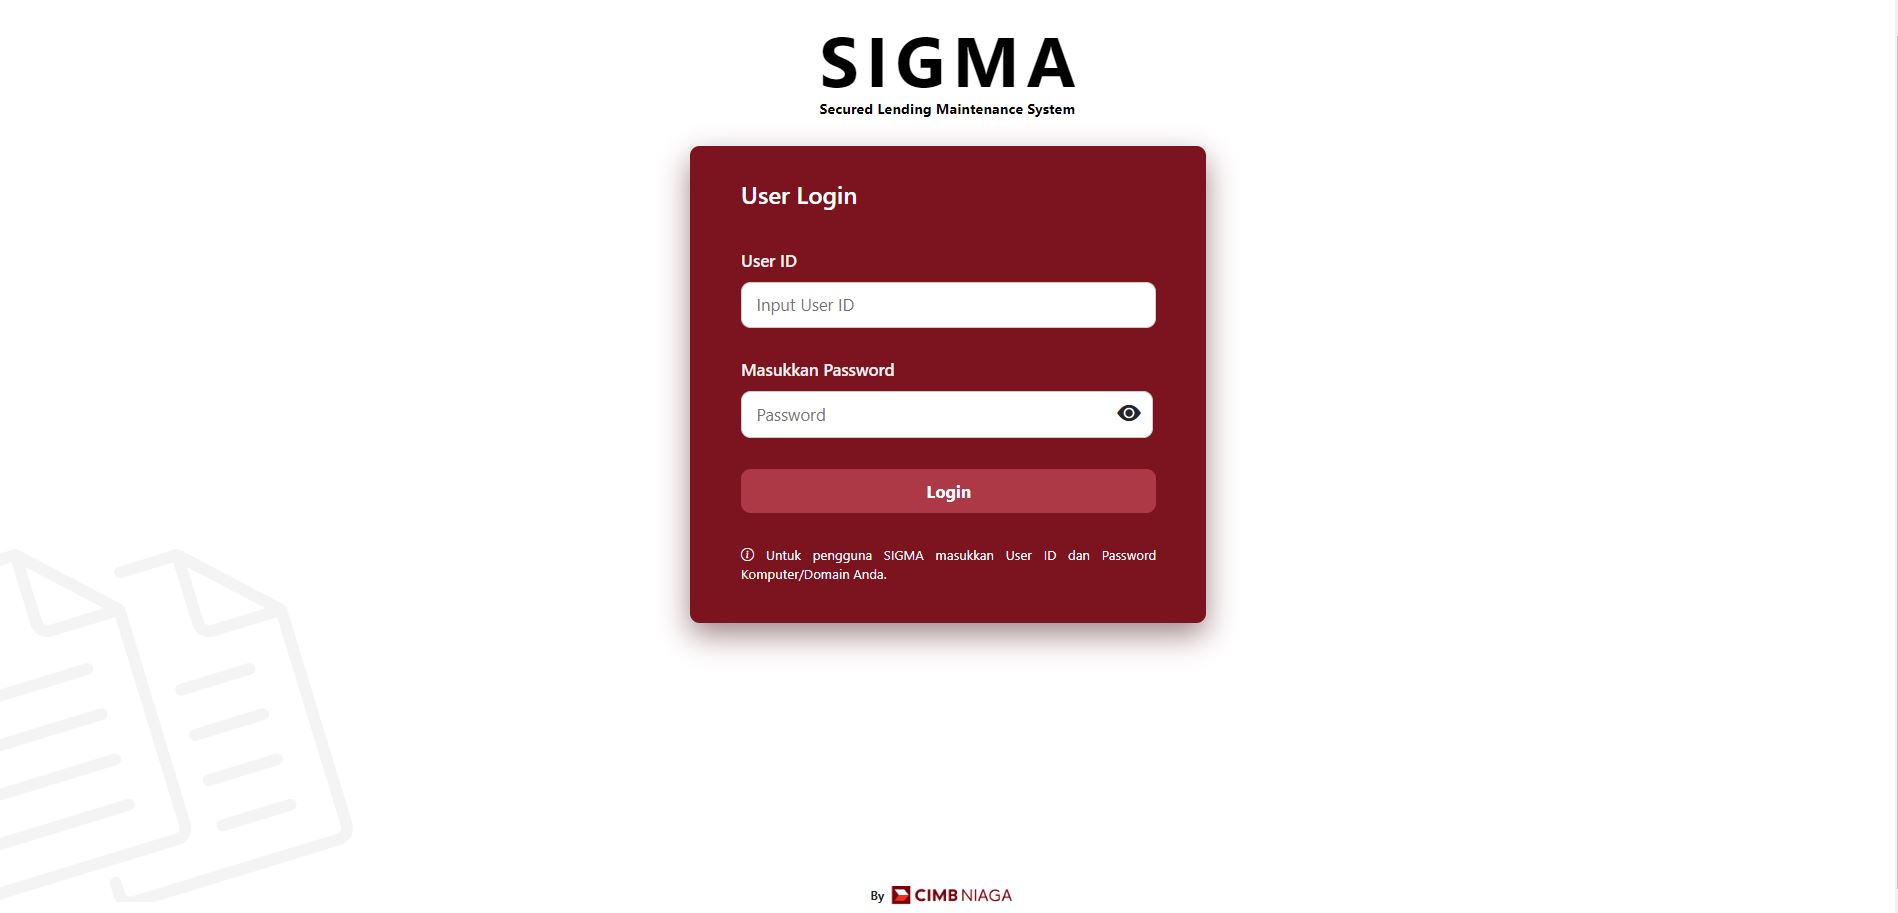 SIGMA
Secured Lending Maintenance System
User Login
User ID
Input User ID
Masukkan Password
Password
Login
Untuk pengguna SIGMA masukkan User ID dan Password
Komputer/Domain Anda.
By CIMB NIAGA